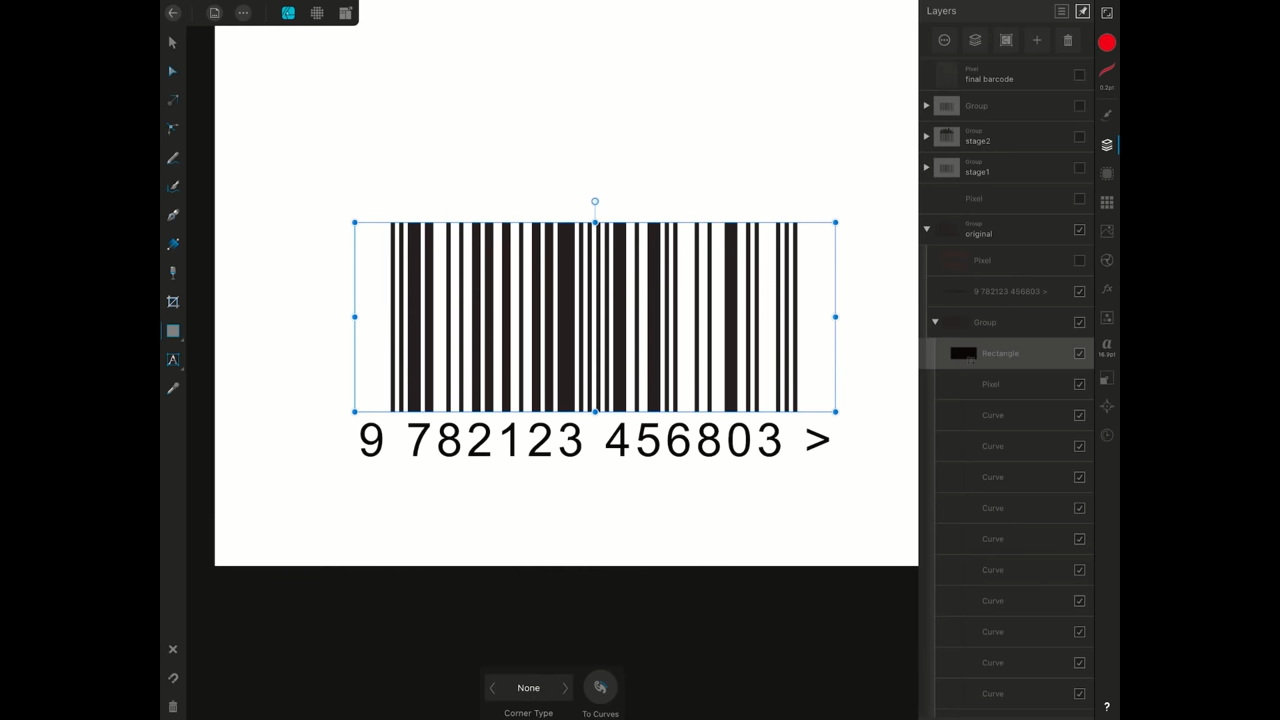 Layers
Pixel
final barcode
Group
Group
stage2
Group
stage1
Pixel
Group
original
Pixel
9 782123 456803 >
Group
Rectangle
Pixel
Curve
Curve
Curve
Curve
Curve
Curve
Curve
Curve
Curve
Curve
0.2pt
fx
a
16.9pt
?
9 782123 456803 >
A
None
Corner Type
To Curves